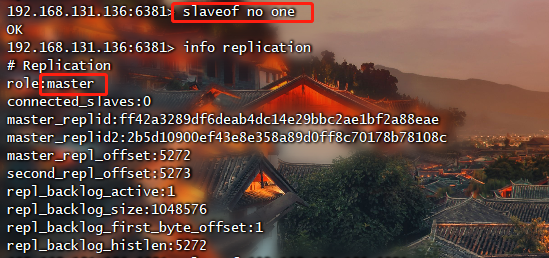 192.168.131.136:6381> slaveof no one
OK
192.168.131.136:6381> info replication
# Replication
role:master
connected_slaves:0
master_replid:ff42a3289df6deab4dc14e29bbc2ae1bf2a88eae
master_replid2:2b5d10900ef43e8e358a89d0ff8c70178b78108c
master_repl_offset:5272
second_repl_offset:5273
repl_backlog_active:1
repl_backlog_size:1048576
repl_backlog_first_byte_offset:1
repl_backlog_histlen:5272